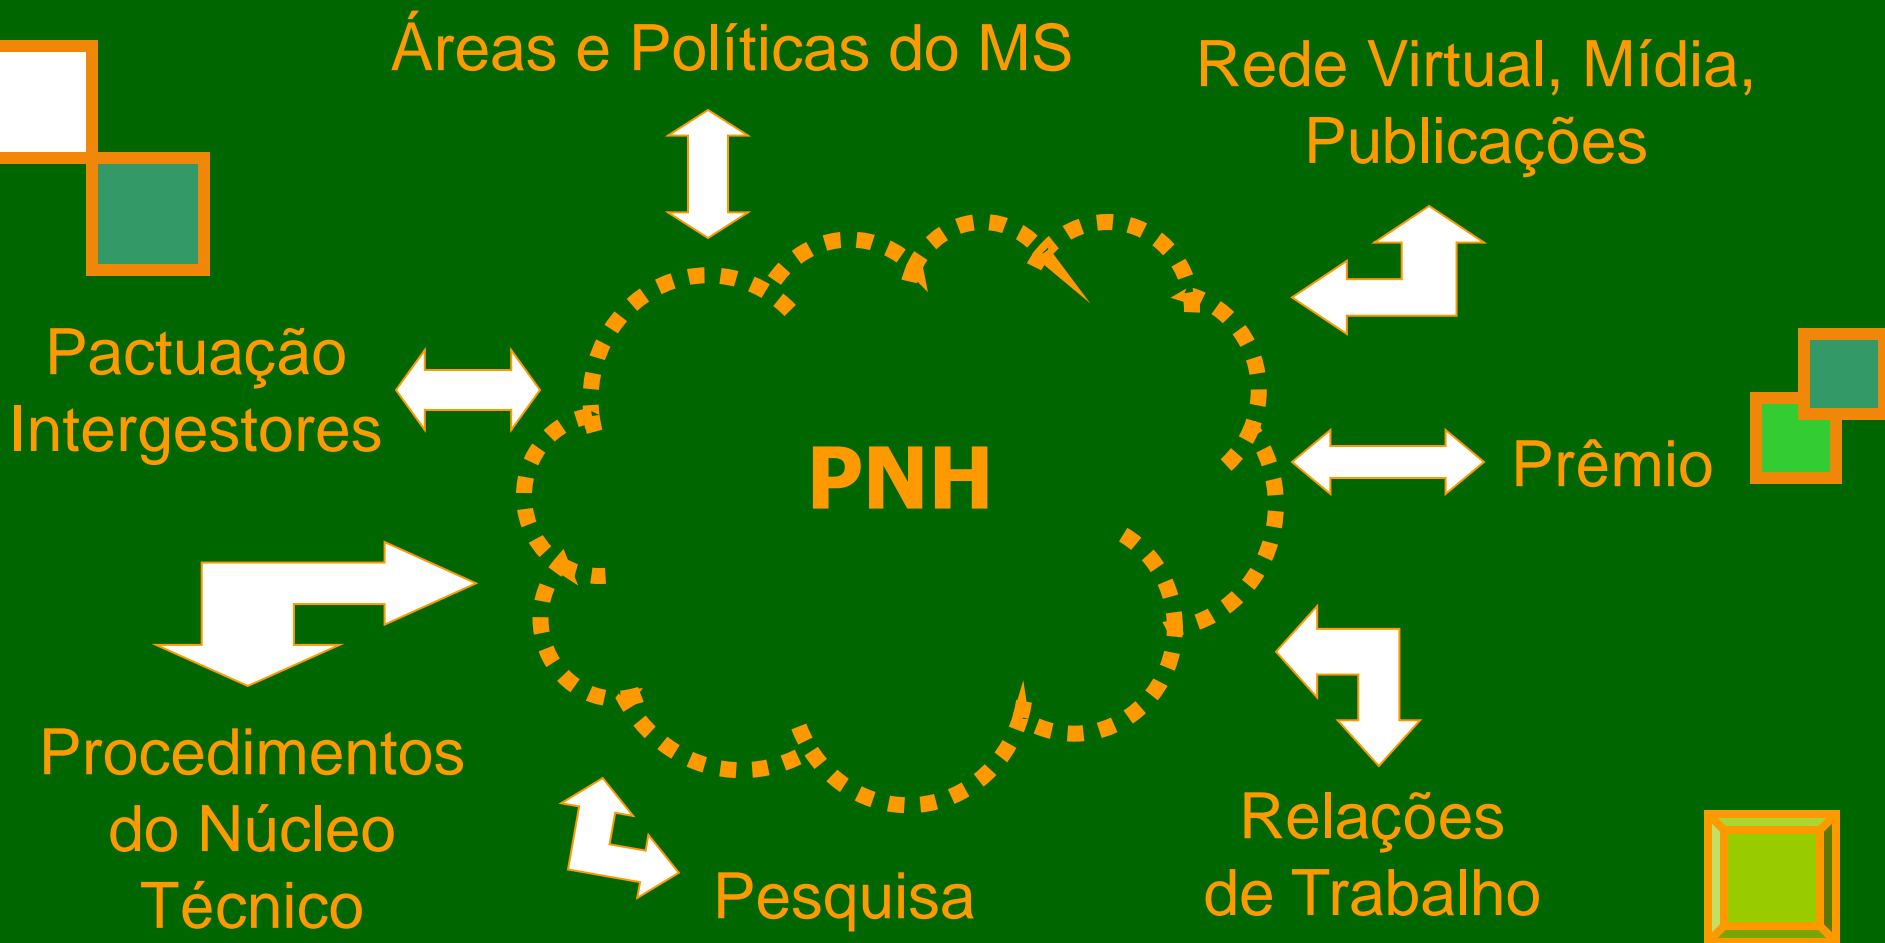 Áreas e Políticas do MS
Rede Virtual, Mídia,
Publicações
Pactuação
Intergestores
PNH
Prêmio
Procedimentos
do Núcleo
Técnico
Pesquisa
Relações
de Trabalho